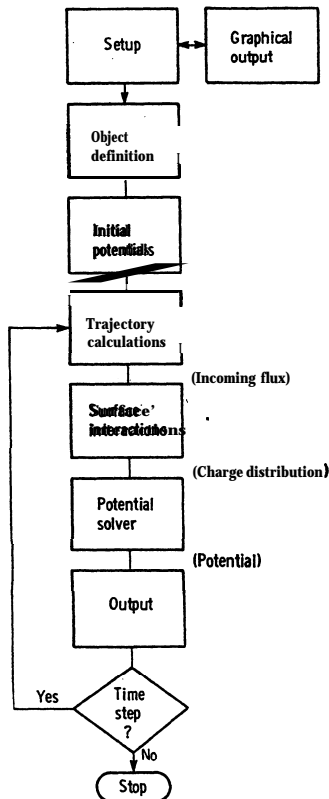 Setup
Graphical
output
Object
definition
Initial
potentials
Trajectory
calculations
(Incoming flux)
Surface
interactions
(Charge distribution)
Potential
solver
(Potential)
Output
Yes
Time
step
?
No
Stop